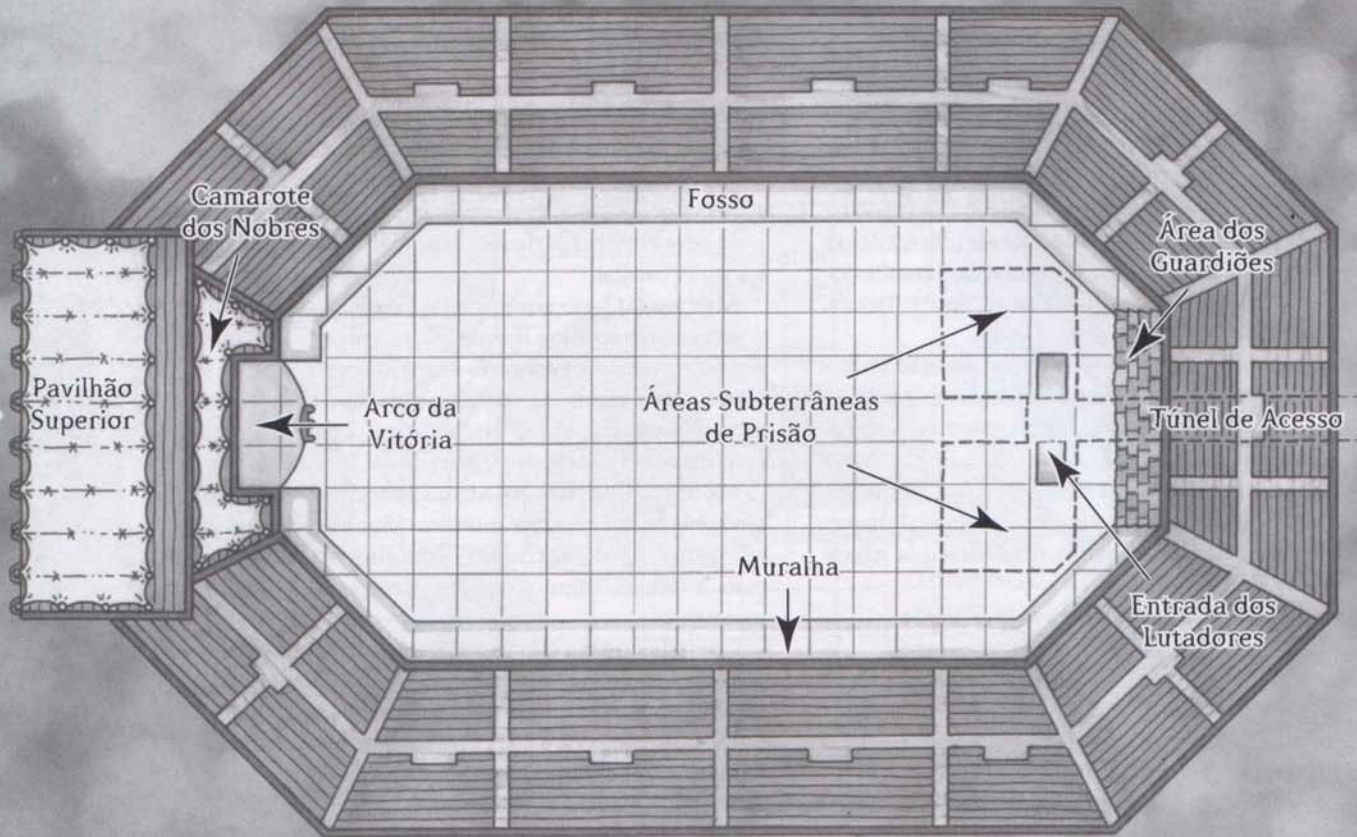 Fosso
Camarote
dos Nobres
Área dos
Guardiões
Pavilhão
Superior
Arco da
Vitória
Áreas Subterrâneas
de Prisão
Túnel de Acesso
Muralha
Entrada dos
Lutadores